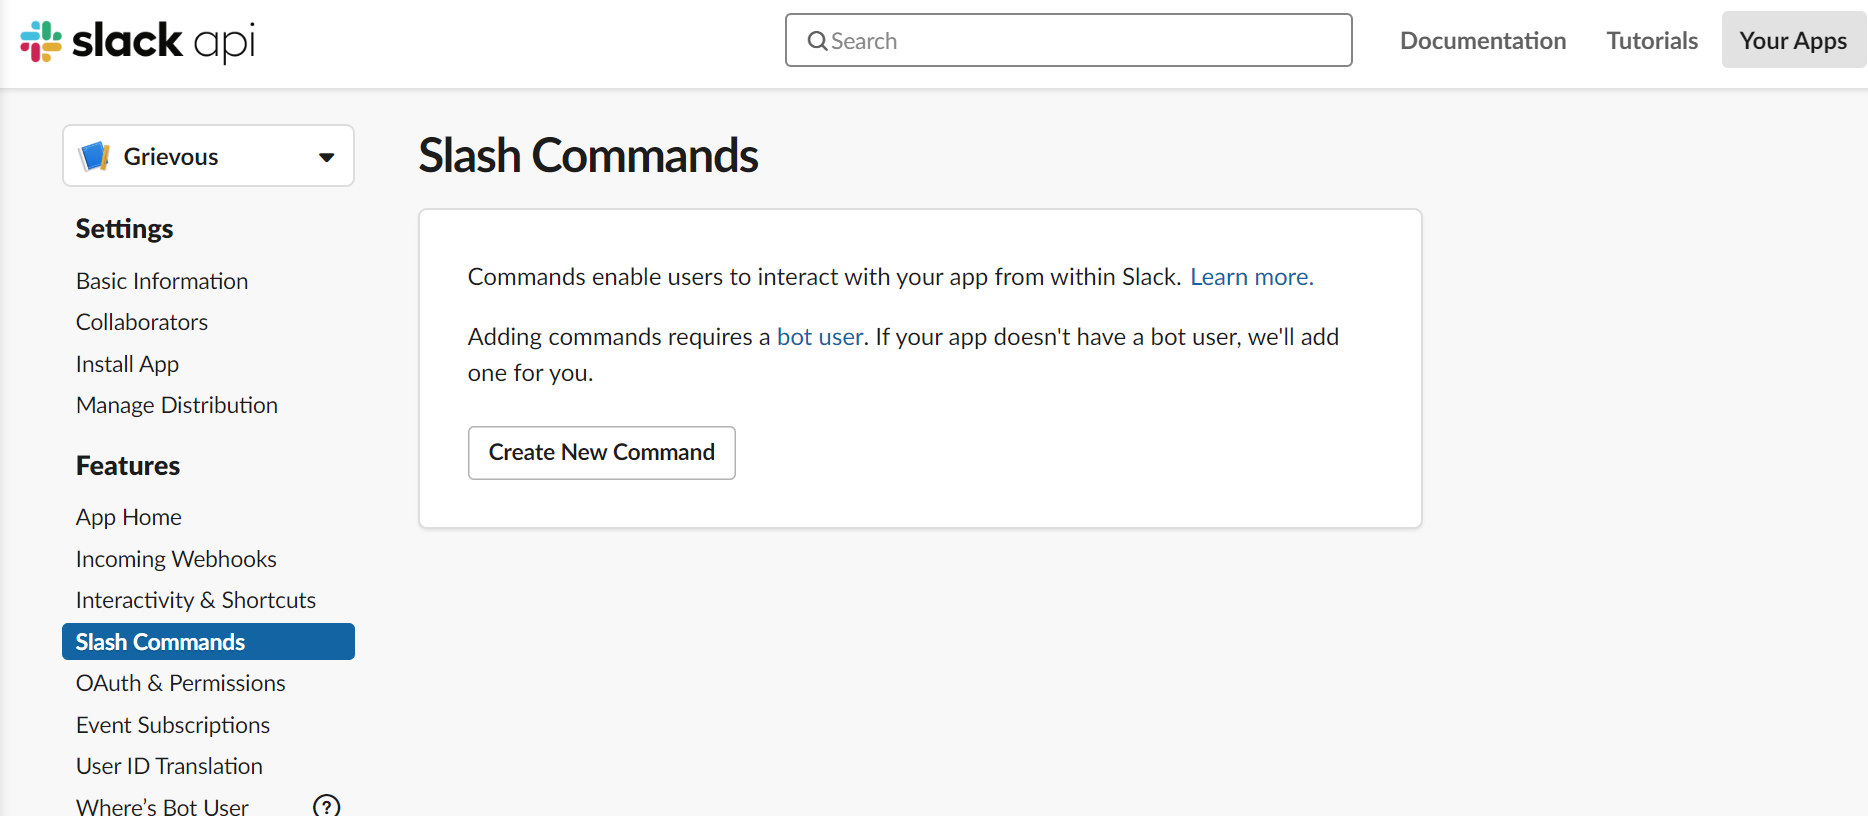 slack api
Search
Documentation
Tutorials
Your Apps
Grievous
Settings
Basic Information
Collaborators
Install App
Manage Distribution
Features
App Home
Incoming Webhooks
Interactivity & Shortcuts
Slash Commands
OAuth & Permissions
Event Subscriptions
User ID Translation
Where’s Bot User
?
Slash Commands
Commands enable users to interact with your app from within Slack. Learn more.
Adding commands requires a bot user. If your app doesn't have a bot user, we'll add
one for you.
Create New Command